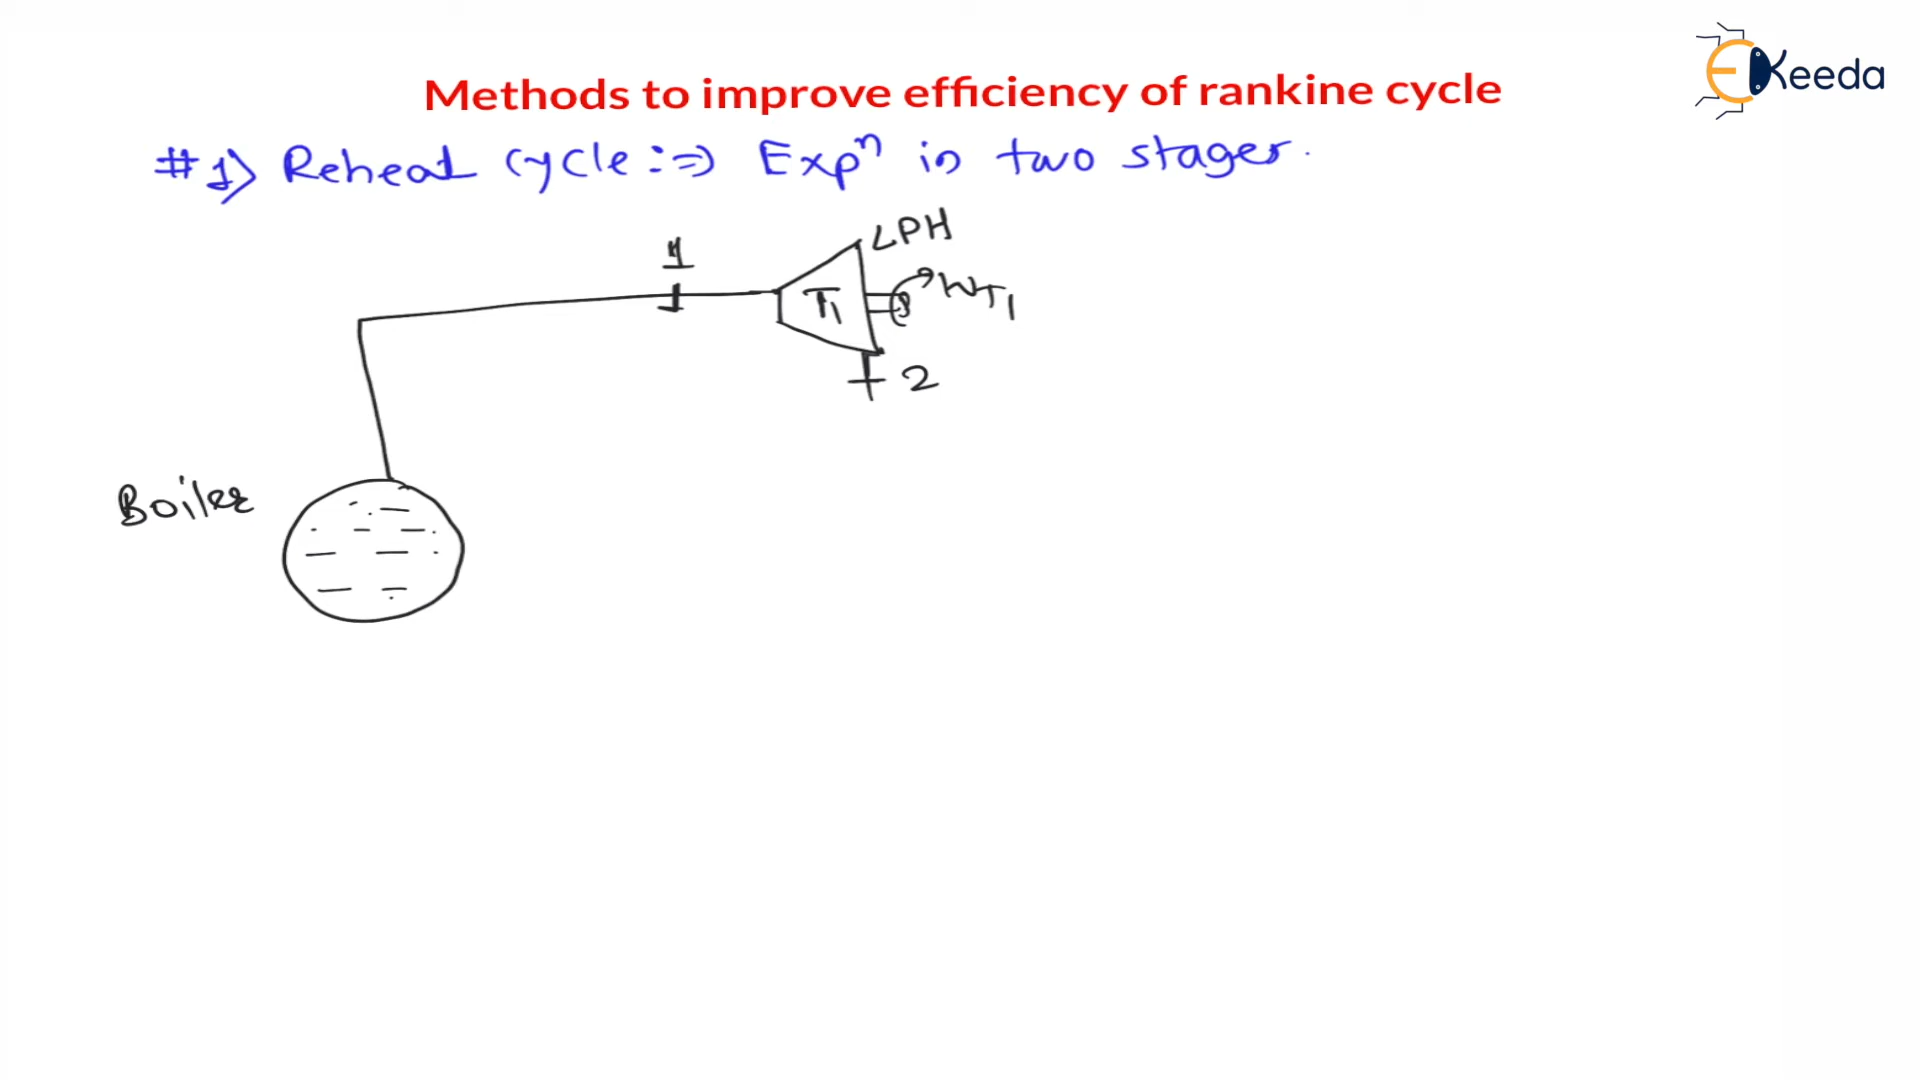 EKeeda
Methods to improve efficiency of rankine cycle
#1) Reheat cycle :⇒ Expⁿ in two stages.
1
LPH
T1
WT1
2
Boiler